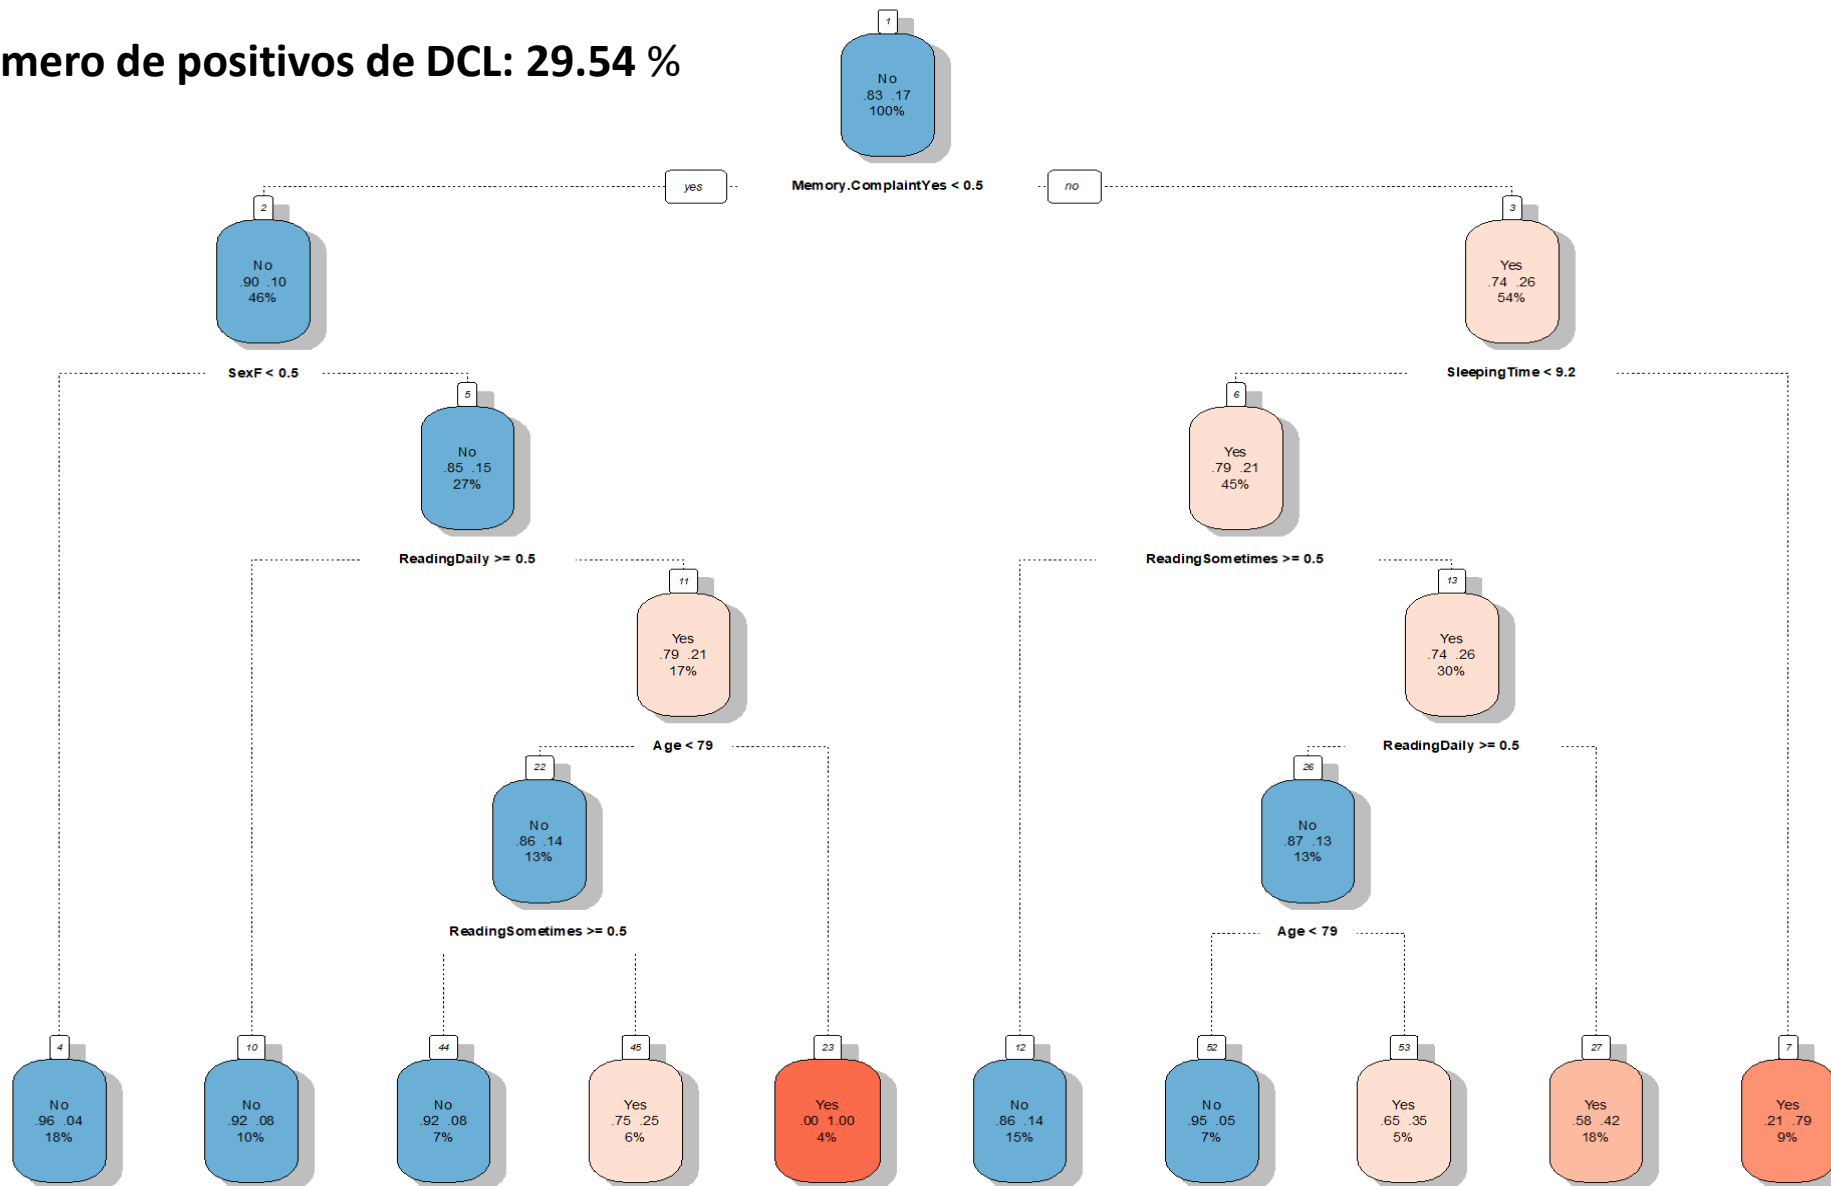 mero de positivos de DCL: 29.54 %
1
No
.83 .17
100%
yes
Memory.ComplaintYes < 0.5
no
2
No
.90 .10
46%
3
Yes
.74 .26
54%
SexF < 0.5
SleepingTime < 9.2
5
No
.85 .15
27%
6
Yes
.79 .21
45%
ReadingDaily >= 0.5
ReadingSometimes >= 0.5
11
Yes
.79 .21
17%
13
Yes
.74 .26
30%
Age < 79
ReadingDaily >= 0.5
22
No
.86 .14
13%
26
No
.87 .13
13%
ReadingSometimes >= 0.5
Age < 79
4
No
.96 .04
18%
10
No
.92 .08
10%
44
No
.92 .08
7%
45
Yes
.75 .25
6%
23
Yes
.00 1.00
4%
12
No
.86 .14
15%
52
No
.95 .05
7%
53
Yes
.65 .35
5%
27
Yes
.58 .42
18%
7
Yes
.21 .79
9%